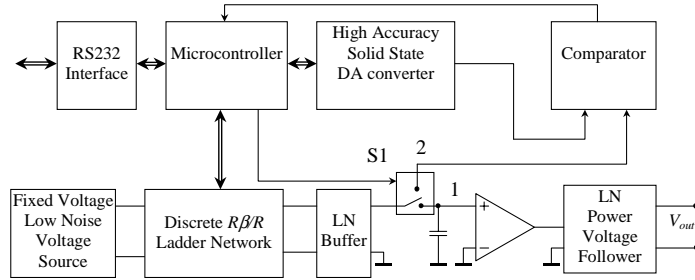 RS232
Interface
Microcontroller
High Accuracy
Solid State
DA converter
Comparator
S1
2
1
Fixed Voltage
Low Noise
Voltage
Source
Discrete Rβ/R
Ladder Network
LN
Buffer
+
−
LN
Power
Voltage
Follower
Vout